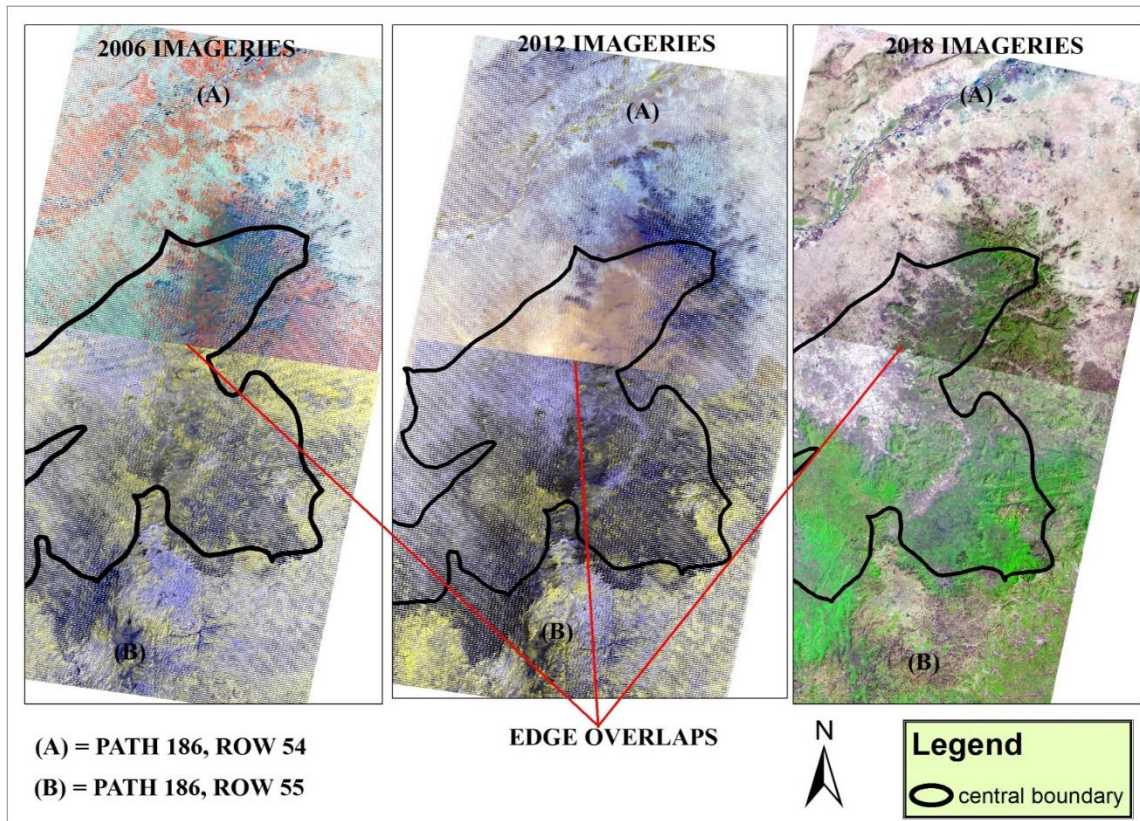 2006 IMAGERIES
(A)
(B)
2012 IMAGERIES
(A)
(B)
2018 IMAGERIES
(A)
(B)
EDGE OVERLAPS
(A) = PATH 186, ROW 54
(B) = PATH 186, ROW 55
N
Legend
central boundary